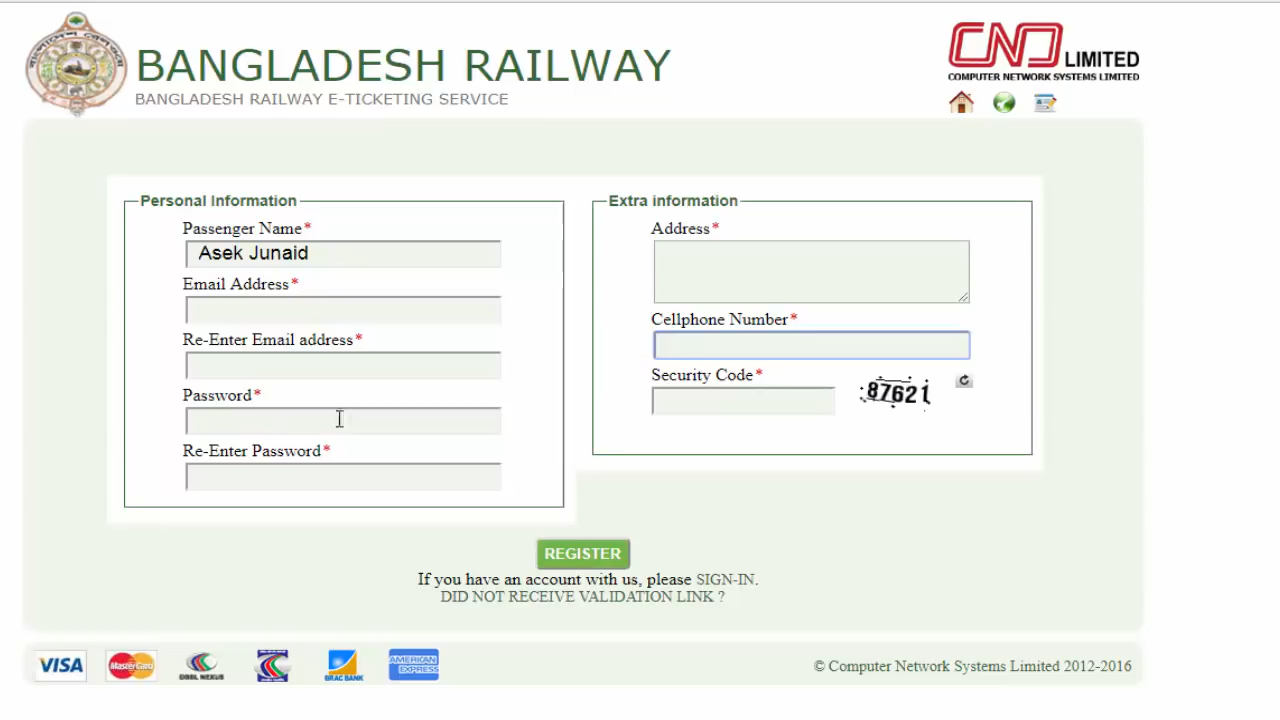 BANGLADESH RAILWAY
BANGLADESH RAILWAY E-TICKETING SERVICE
CNS LIMITED
COMPUTER NETWORK SYSTEMS LIMITED
Personal Information
Passenger Name*
Asek Junaid
Email Address*
Re-Enter Email address*
Password*
Re-Enter Password*
Extra information
Address*
Cellphone Number*
Security Code*
87621
REGISTER
If you have an account with us, please SIGN-IN.
DID NOT RECEIVE VALIDATION LINK ?
VISA
MasterCard
DBBL NEXUS
BRAC BANK
AMERICAN EXPRESS
© Computer Network Systems Limited 2012-2016